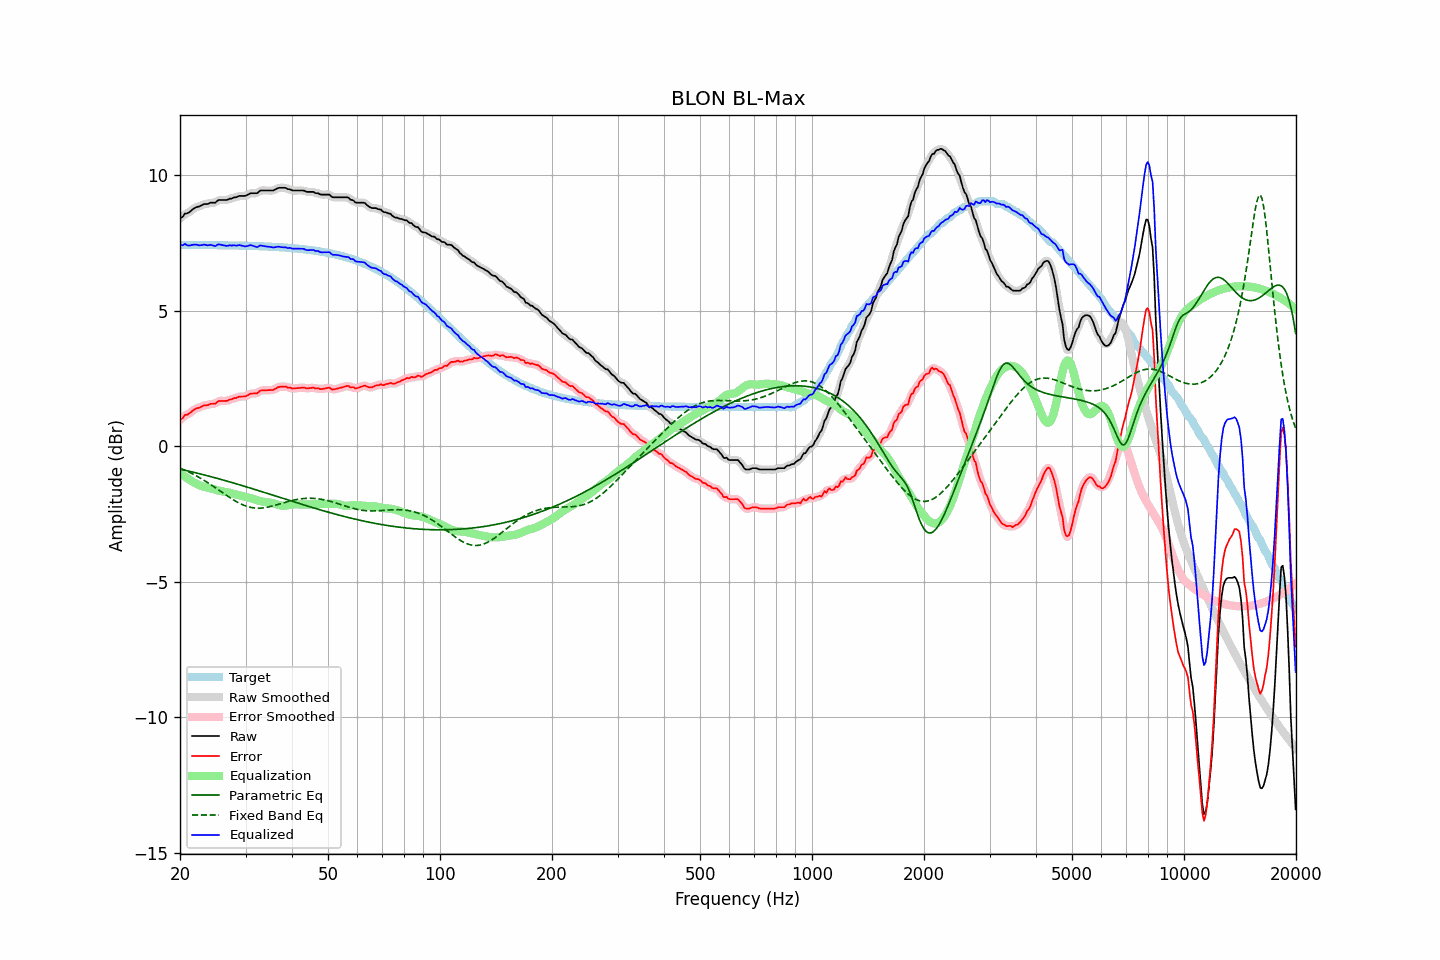 BLON BL-Max
Amplitude (dBr)
10
5
0
−5
−10
−15
Target
Raw Smoothed
Error Smoothed
Raw
Error
Equalization
Parametric Eq
Fixed Band Eq
Equalized
20 50 100 200 500 1000 2000 5000 10000 20000
Frequency (Hz)